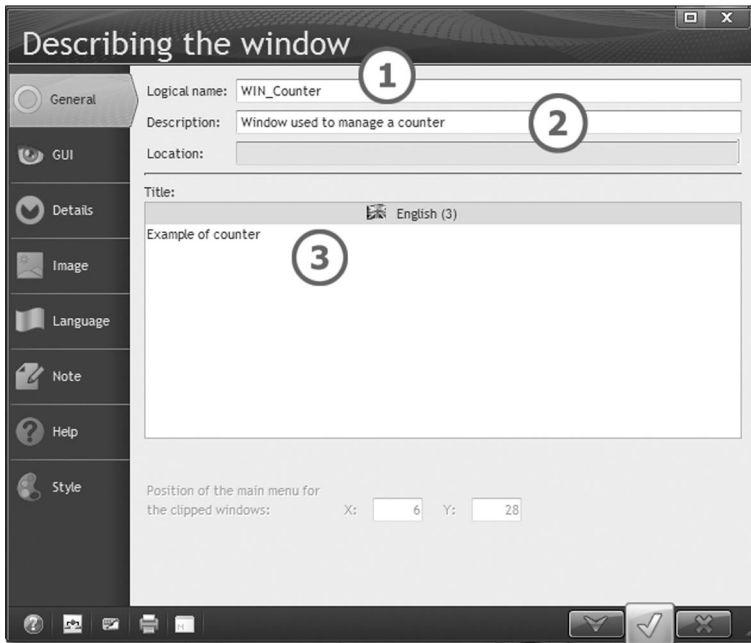 Describing the window
General
GUI
Details
Image
Language
Note
Help
Style
Logical name: WIN_Counter
1
Description: Window used to manage a counter
2
Location:
Title:
English (3)
Example of counter
3
Position of the main menu for
the clipped windows: X: 6 Y: 28